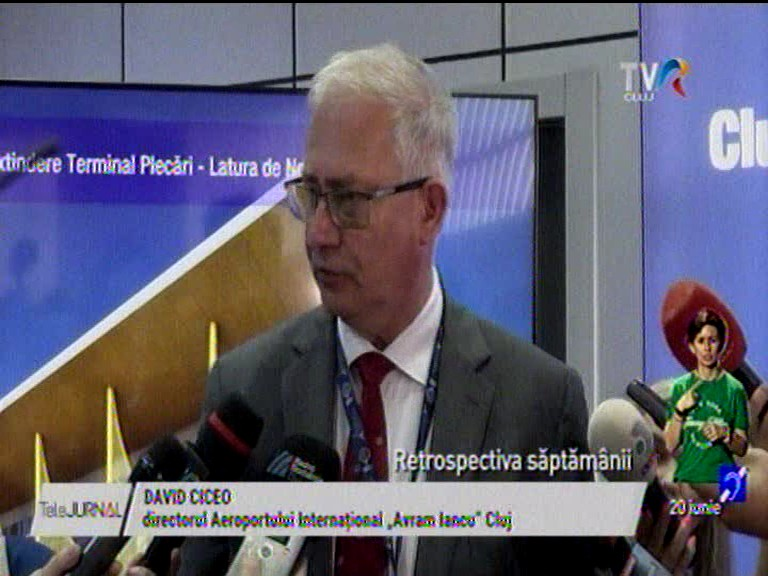 TVR
CLUJ
Clu
xtindere Terminal Plecări - Latura de No
Retrospectiva săptămânii
TeleJURNAL
DAVID CICEO
directorul Aeroportului Internaţional „Avram Iancu” Cluj
20 iunie